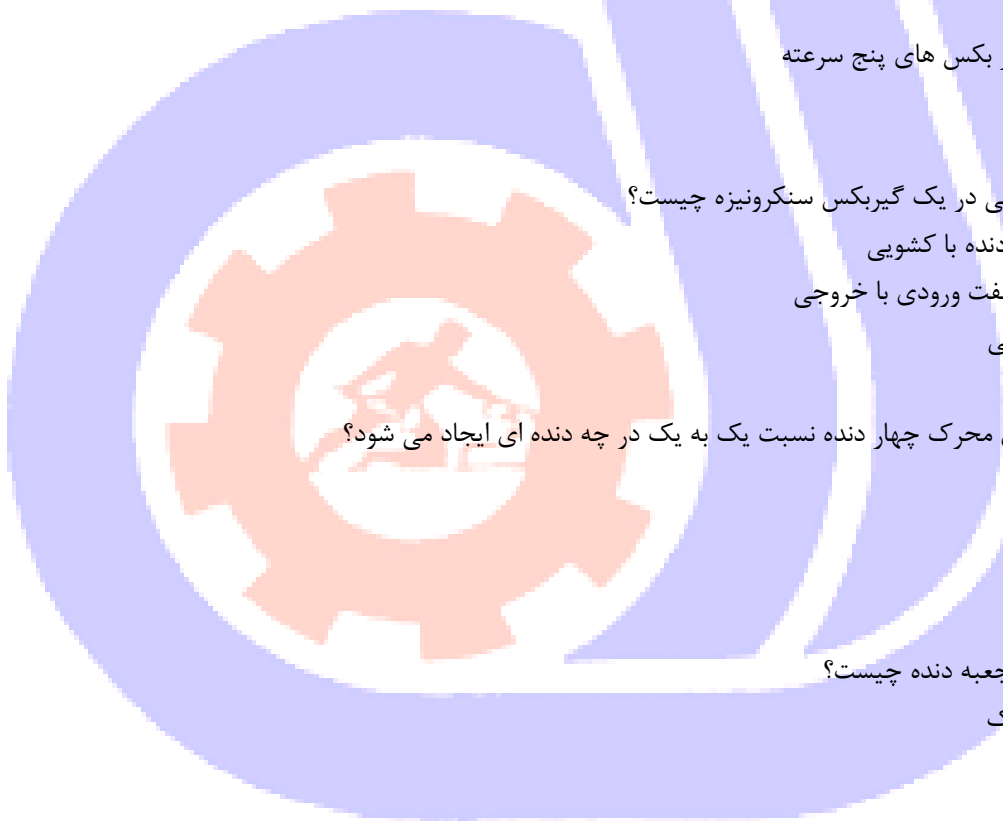 بکس های پنج سرعته
در یک گیربکس سنکرونیزه چیست؟
دنده با کشویی
ورودی با خروجی
محرک چهار دنده نسبت یک به یک در چه دنده ای ایجاد می شود؟
جعبه دنده چیست؟